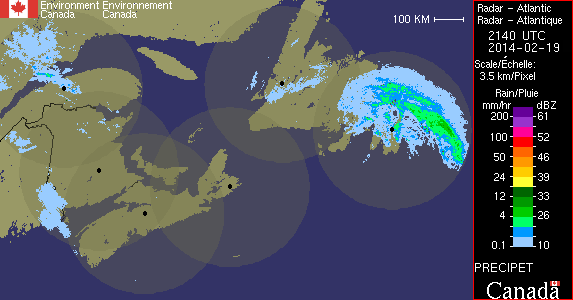 Environment Environnement
Canada Canada
100 KM
Radar - Atlantic
Radar - Atlantique
2140 UTC
2014-02-19
Scale/Échelle:
3.5 km/Pixel
Rain/Pluie
mm/hr dBZ
200 61
52
100 50
50 46
24 39
12 33
4 26
2 20
0.1 10
PRECIPET
Canada